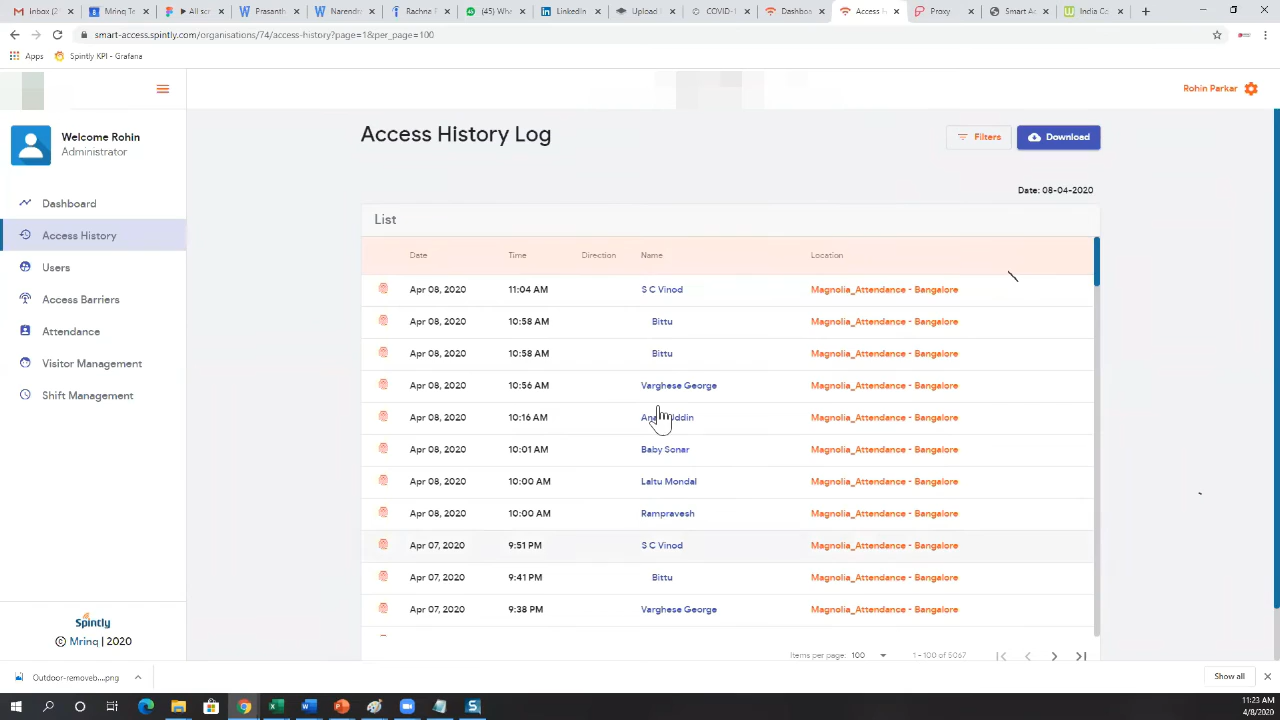 Inbox (2
Mrinq Te
Allscri
Prasanth
Narendr
Rachna F
(45) Wha
LinkedIn
Upload -
COVID-1
Dashboa
Access H
Proxy
Smart Ac
India Co
smart-access.spintly.com/organisations/74/access-history?page=1&per_page=100
Apps Spintly KPI - Grafana
Rohin Parkar
Welcome Rohin
Administrator
Dashboard
Access History
Users
Access Barriers
Attendance
Visitor Management
Shift Management
Spintly
© Mrinq | 2020
Access History Log
Filters Download
Date: 08-04-2020
List
Date Time Direction Name Location
Apr 08, 2020 11:04 AM S C Vinod Magnolia_Attendance - Bangalore
Apr 08, 2020 10:58 AM Bittu Magnolia_Attendance - Bangalore
Apr 08, 2020 10:58 AM Bittu Magnolia_Attendance - Bangalore
Apr 08, 2020 10:56 AM Varghese George Magnolia_Attendance - Bangalore
Apr 08, 2020 10:16 AM Magnolia_Attendance - Bangalore
Apr 08, 2020 10:01 AM Baby Sonar Magnolia_Attendance - Bangalore
Apr 08, 2020 10:00 AM Laltu Mondal Magnolia_Attendance - Bangalore
Apr 08, 2020 10:00 AM Rampravesh Magnolia_Attendance - Bangalore
Apr 07, 2020 9:51 PM S C Vinod Magnolia_Attendance - Bangalore
Apr 07, 2020 9:41 PM Bittu Magnolia_Attendance - Bangalore
Apr 07, 2020 9:38 PM Varghese George Magnolia_Attendance - Bangalore
Items per page: 100 1 - 100 of 5067
Outdoor-removeb....png
Show all
11:23 AM
4/8/2020